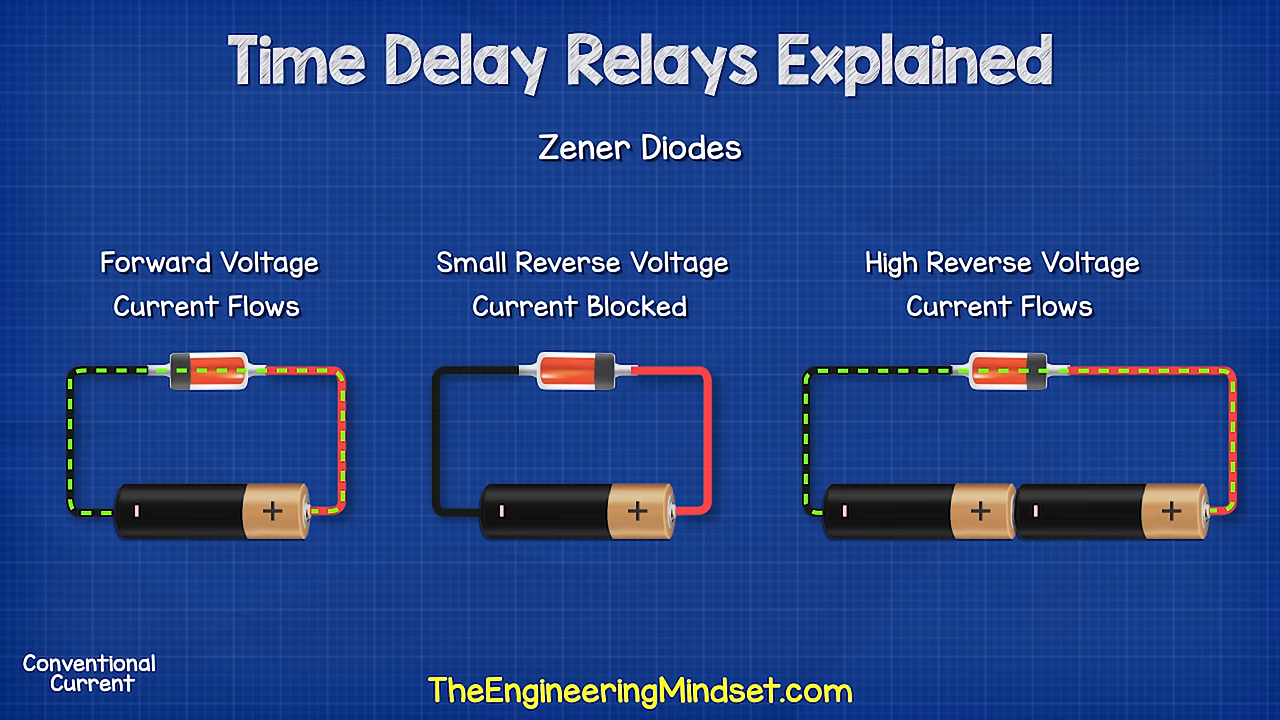 Time Delay Relays Explained
Zener Diodes
Forward Voltage
Current Flows
Small Reverse Voltage
Current Blocked
High Reverse Voltage
Current Flows
- +
- +
- + - +
Conventional
Current
TheEngineeringMindset.com